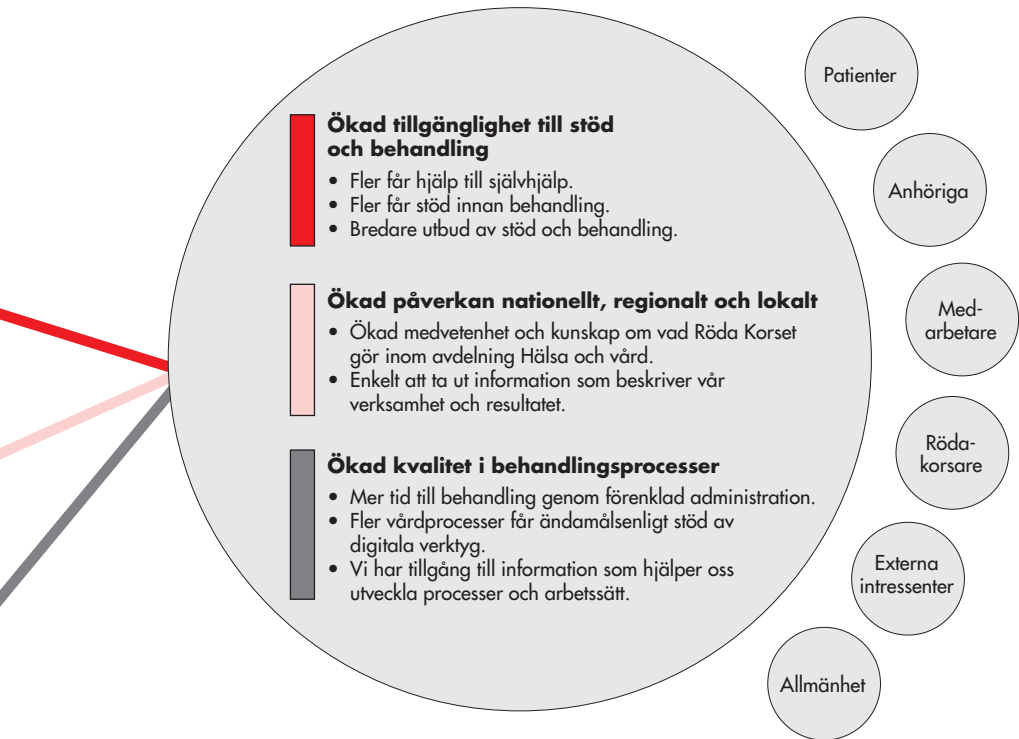 Ökad tillgänglighet till stöd
och behandling
• Fler får hjälp till självhjälp.
• Fler får stöd innan behandling.
• Bredare utbud av stöd och behandling.
Ökad påverkan nationellt, regionalt och lokalt
• Ökad medvetenhet och kunskap om vad Röda Korset
gör inom avdelning Hälsa och vård.
• Enkelt att ta ut information som beskriver vår
verksamhet och resultatet.
Ökad kvalitet i behandlingsprocesser
• Mer tid till behandling genom förenklad administration.
• Fler vårdprocesser får ändamålsenligt stöd av
digitala verktyg.
• Vi har tillgång till information som hjälper oss
utveckla processer och arbetssätt.
Patienter
Anhöriga
Med-
arbetare
Röda-
korsare
Externa
intressenter
Allmänhet